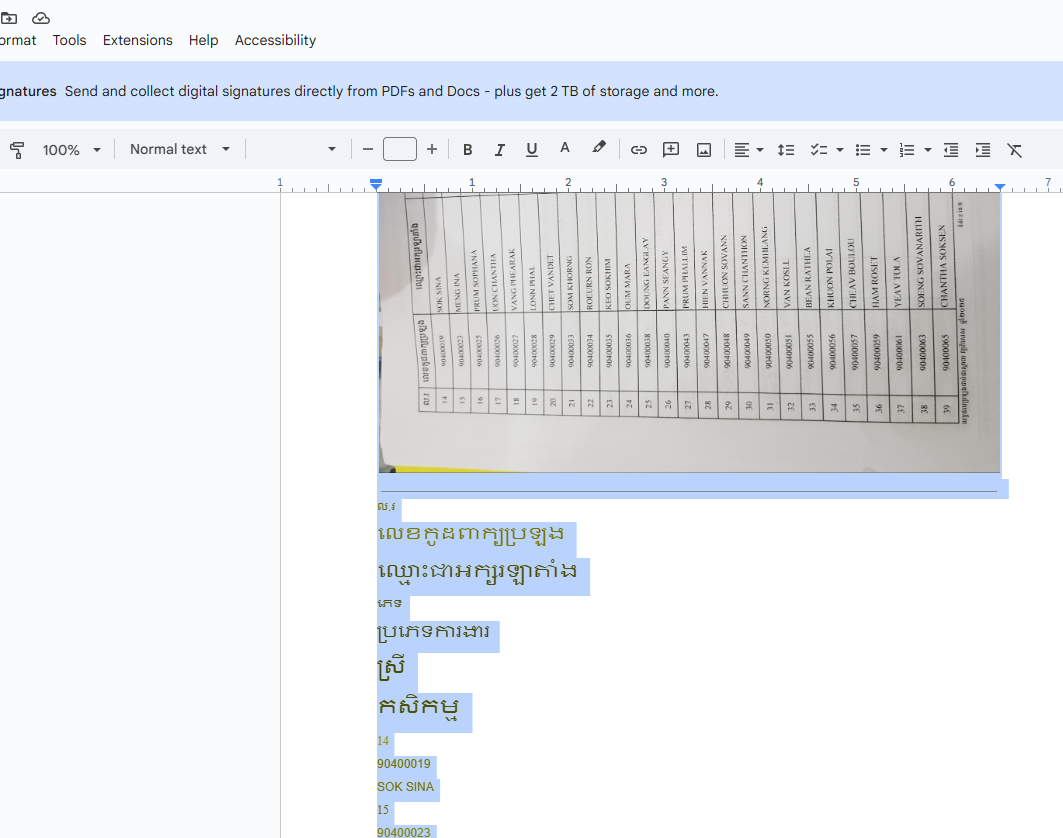 ormat Tools Extensions Help Accessibility
gnatures Send and collect digital signatures directly from PDFs and Docs - plus get 2 TB of storage and more.
100% Normal text B I U A
1 1 2 3 4 5 6 7
ល.រ លេខកូដពាក្យប្រឡង ឈ្មោះជាអក្សរឡាតាំង
14 90400019 SOK SINA
15 90400023 MENG INA
16 90400025 PRUM SOPHANA
17 90400026 UON CHANTHA
18 90400027 VANG PHEARAK
19 90400028 LONN PHAL
20 90400029 CHET VANDET
21 90400033 SOM KHORNG
22 90400034 ROEURN RON
23 90400035 KEO SOKHIM
24 90400036 OUM MARA
25 90400038 DOUNG EANGLAY
26 90400040 PANN SEANGY
27 90400043 PRUM PHALLIM
28 90400047 HIEN VANNAK
29 90400048 CHHUON SOVANN
30 90400049 SANN CHANTHON
31 90400050 NORNG KEMHEANG
32 90400051 VAN KOSLL
33 90400055 BEAN RATHEA
34 90400056 KHUON POLAI
35 90400057 CHEAV BOULOU
36 90400059 HAM ROSET
37 90400061 YEAV TOLA
38 90400063 SOENG SOVANARITH
39 90400065 CHANTHA SOKSEN
ល.រ
លេខកូដពាក្យប្រឡង
ឈ្មោះជាអក្សរឡាតាំង
ភេទ
ប្រភេទការងារ
ស្រី
កសិកម្ម
14
90400019
SOK SINA
15
90400023